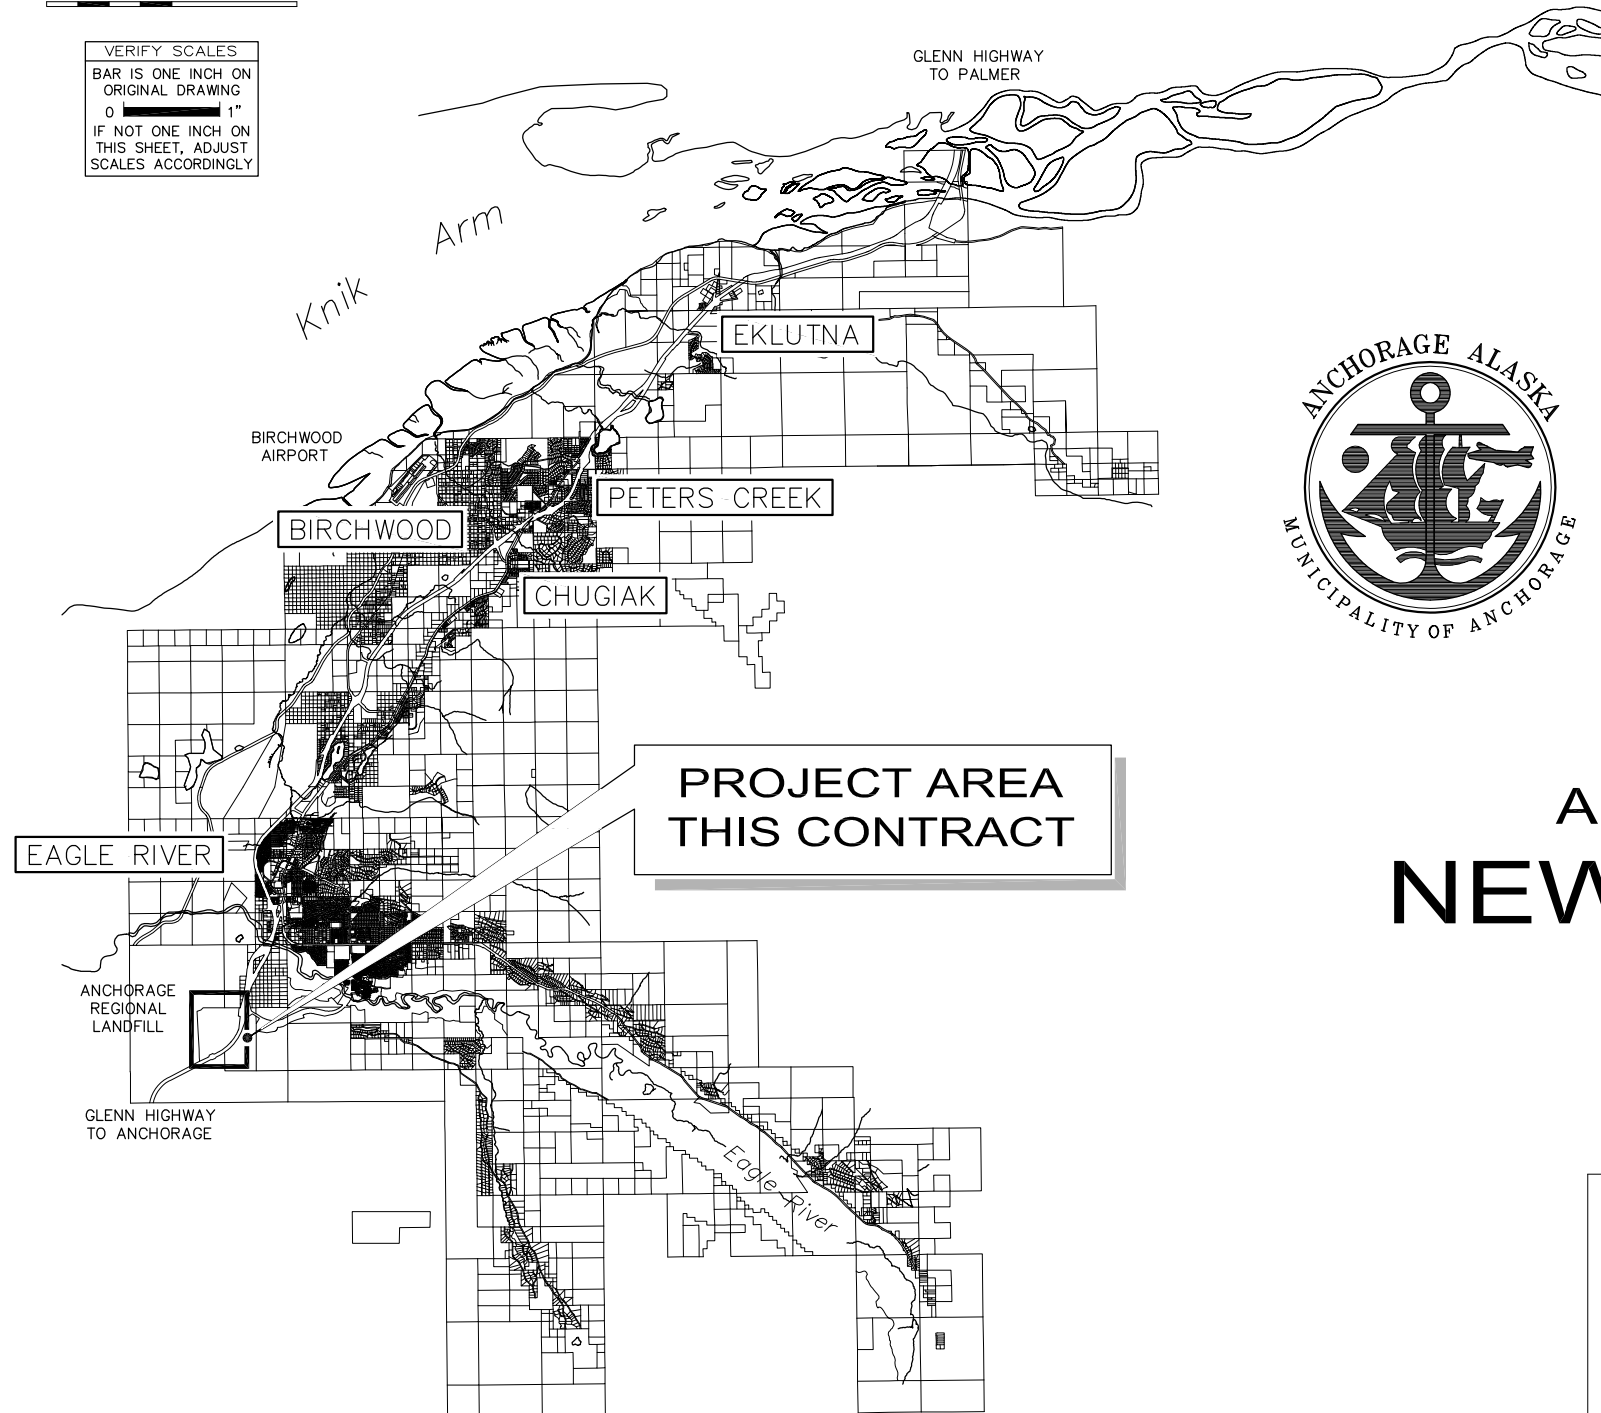 VERIFY SCALES
BAR IS ONE INCH ON
ORIGINAL DRAWING
0 1"
IF NOT ONE INCH ON
THIS SHEET, ADJUST
SCALES ACCORDINGLY
GLENN HIGHWAY
TO PALMER
Knik Arm
EKLUTNA
ANCHORAGE ALASKA
MUNICIPALITY OF ANCHORAGE
BIRCHWOOD
AIRPORT
PETERS CREEK
BIRCHWOOD
CHUGIAK
PROJECT AREA
THIS CONTRACT
A
NEW
EAGLE RIVER
ANCHORAGE
REGIONAL
LANDFILL
GLENN HIGHWAY
TO ANCHORAGE
Eagle River